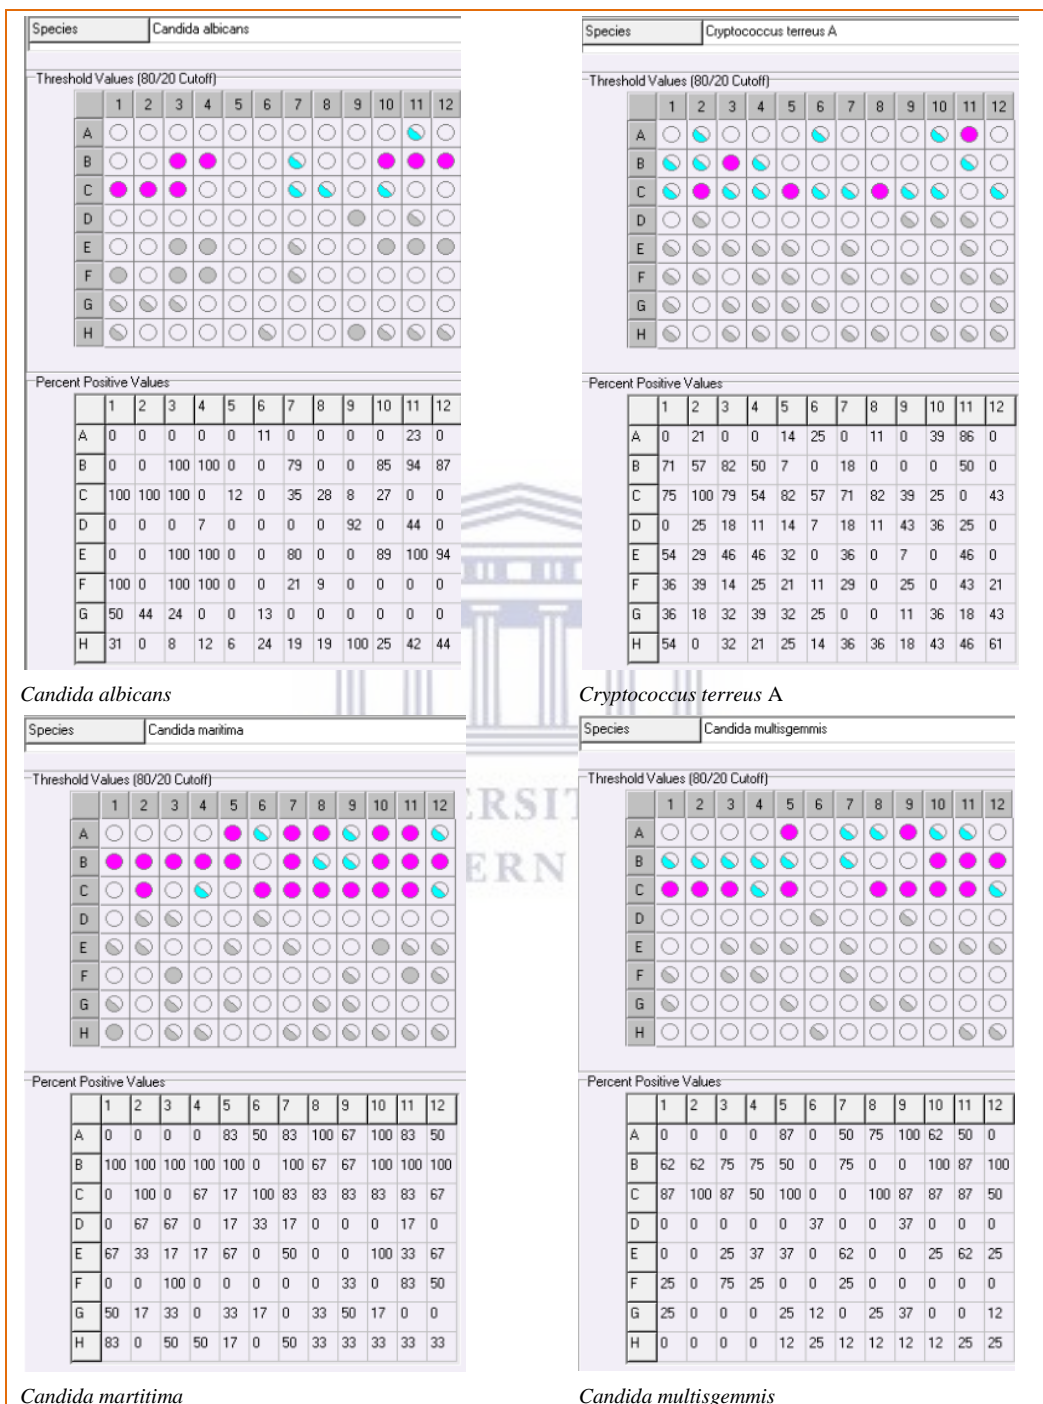 Species Candida albicans
Threshold Values (80/20 Cutoff)
1 2 3 4 5 6 7 8 9 10 11 12
A
B
C
D
E
F
G
H
Percent Positive Values
1 2 3 4 5 6 7 8 9 10 11 12
A 0 0 0 0 0 11 0 0 0 0 23 0
B 0 0 100 100 0 0 79 0 0 85 94 87
C 100 100 100 0 12 0 35 28 8 27 0 0
D 0 0 0 7 0 0 0 0 92 0 44 0
E 0 0 100 100 0 0 80 0 0 89 100 94
F 100 0 100 100 0 0 21 9 0 0 0 0
G 50 44 24 0 0 13 0 0 0 0 0 0
H 31 0 8 12 6 24 19 19 100 25 42 44
Candida albicans
Species Cryptococcus terreus A
Threshold Values (80/20 Cutoff)
1 2 3 4 5 6 7 8 9 10 11 12
A
B
C
D
E
F
G
H
Percent Positive Values
1 2 3 4 5 6 7 8 9 10 11 12
A 0 21 0 0 14 25 0 11 0 39 86 0
B 71 57 82 50 7 0 18 0 0 0 50 0
C 75 100 79 54 82 57 71 82 39 25 0 43
D 0 25 18 11 14 7 18 11 43 36 25 0
E 54 29 46 46 32 0 36 0 7 0 46 0
F 36 39 14 25 21 11 29 0 25 0 43 21
G 36 18 32 39 32 25 0 0 11 36 18 43
H 54 0 32 21 25 14 36 36 18 43 46 61
Cryptococcus terreus A
Species Candida maritima
Threshold Values (80/20 Cutoff)
1 2 3 4 5 6 7 8 9 10 11 12
A
B
C
D
E
F
G
H
Percent Positive Values
1 2 3 4 5 6 7 8 9 10 11 12
A 0 0 0 0 83 50 83 100 67 100 83 50
B 100 100 100 100 100 0 100 67 67 100 100 100
C 0 100 0 67 17 100 83 83 83 83 83 67
D 0 67 67 0 17 33 17 0 0 0 17 0
E 67 33 17 17 67 0 50 0 0 100 33 67
F 0 0 100 0 0 0 0 0 33 0 83 50
G 50 17 33 0 33 17 0 33 50 17 0 0
H 83 0 50 50 17 0 50 33 33 33 33 33
Candida martitima
Species Candida multisgemmis
Threshold Values (80/20 Cutoff)
1 2 3 4 5 6 7 8 9 10 11 12
A
B
C
D
E
F
G
H
Percent Positive Values
1 2 3 4 5 6 7 8 9 10 11 12
A 0 0 0 0 87 0 50 75 100 62 50 0
B 62 62 75 75 50 0 75 0 0 100 87 100
C 87 100 87 50 100 0 0 100 87 87 87 50
D 0 0 0 0 0 37 0 0 37 0 0 0
E 0 0 25 37 37 0 62 0 0 25 62 25
F 25 0 75 25 0 0 25 0 0 0 0 0
G 25 0 0 0 25 12 0 25 37 0 0 12
H 0 0 0 0 12 25 12 12 12 12 25 25
Candida multisgemmis
ERSI
ERN